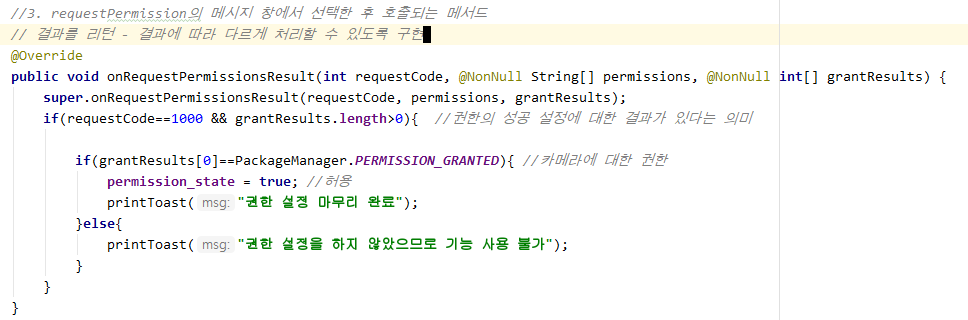 //3. requestPermission의 메시지 창에서 선택한 후 호출되는 메서드
// 결과를 리턴 - 결과에 따라 다르게 처리할 수 있도록 구현
@Override
public void onRequestPermissionsResult(int requestCode, @NonNull String[] permissions, @NonNull int[] grantResults) {
super.onRequestPermissionsResult(requestCode, permissions, grantResults);
if(requestCode==1000 && grantResults.length>0){ //권한의 성공 설정에 대한 결과가 있다는 의미
if(grantResults[0]==PackageManager.PERMISSION_GRANTED){ //카메라에 대한 권한
permission_state = true; //허용
printToast( msg: "권한 설정 마무리 완료");
}else{
printToast( msg: "권한 설정을 하지 않았으므로 기능 사용 불가");
}
}
}